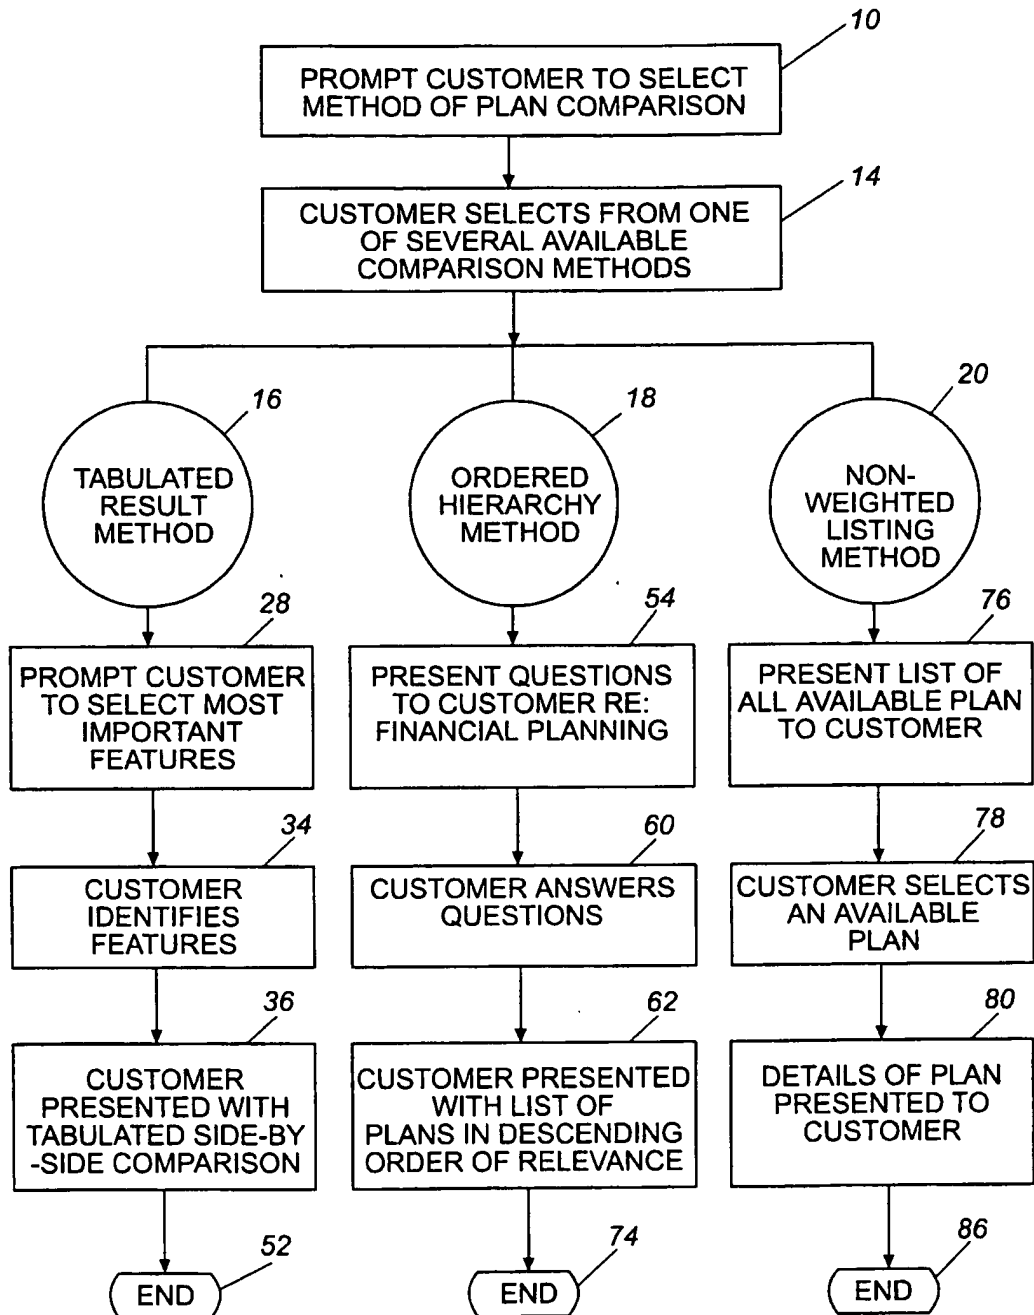 10
PROMPT CUSTOMER TO SELECT
METHOD OF PLAN COMPARISON
14
CUSTOMER SELECTS FROM ONE
OF SEVERAL AVAILABLE
COMPARISON METHODS
16
TABULATED
RESULT
METHOD
18
ORDERED
HIERARCHY
METHOD
20
NON-
WEIGHTED
LISTING
METHOD
28
PROMPT CUSTOMER
TO SELECT MOST
IMPORTANT
FEATURES
54
PRESENT QUESTIONS
TO CUSTOMER RE:
FINANCIAL PLANNING
76
PRESENT LIST OF
ALL AVAILABLE PLAN
TO CUSTOMER
34
CUSTOMER
IDENTIFIES
FEATURES
60
CUSTOMER ANSWERS
QUESTIONS
78
CUSTOMER SELECTS
AN AVAILABLE
PLAN
36
CUSTOMER
PRESENTED WITH
TABULATED SIDE-BY
-SIDE COMPARISON
62
CUSTOMER PRESENTED
WITH LIST OF
PLANS IN DESCENDING
ORDER OF RELEVANCE
80
DETAILS OF PLAN
PRESENTED TO
CUSTOMER
52
END
74
END
86
END